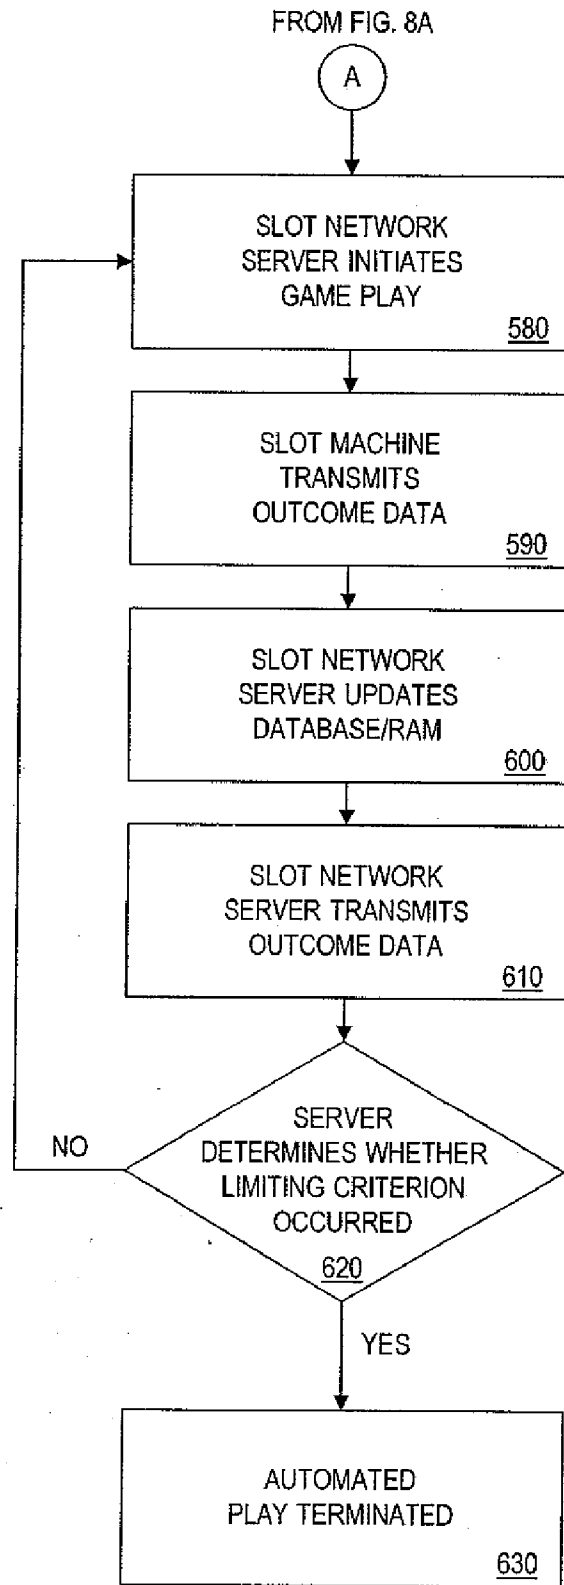 FROM FIG. 8A
A
SLOT NETWORK
SERVER INITIATES
GAME PLAY
580
SLOT MACHINE
TRANSMITS
OUTCOME DATA
590
SLOT NETWORK
SERVER UPDATES
DATABASE/RAM
600
SLOT NETWORK
SERVER TRANSMITS
OUTCOME DATA
610
SERVER
DETERMINES WHETHER
LIMITING CRITERION
OCCURRED
620
NO
YES
AUTOMATED
PLAY TERMINATED
630